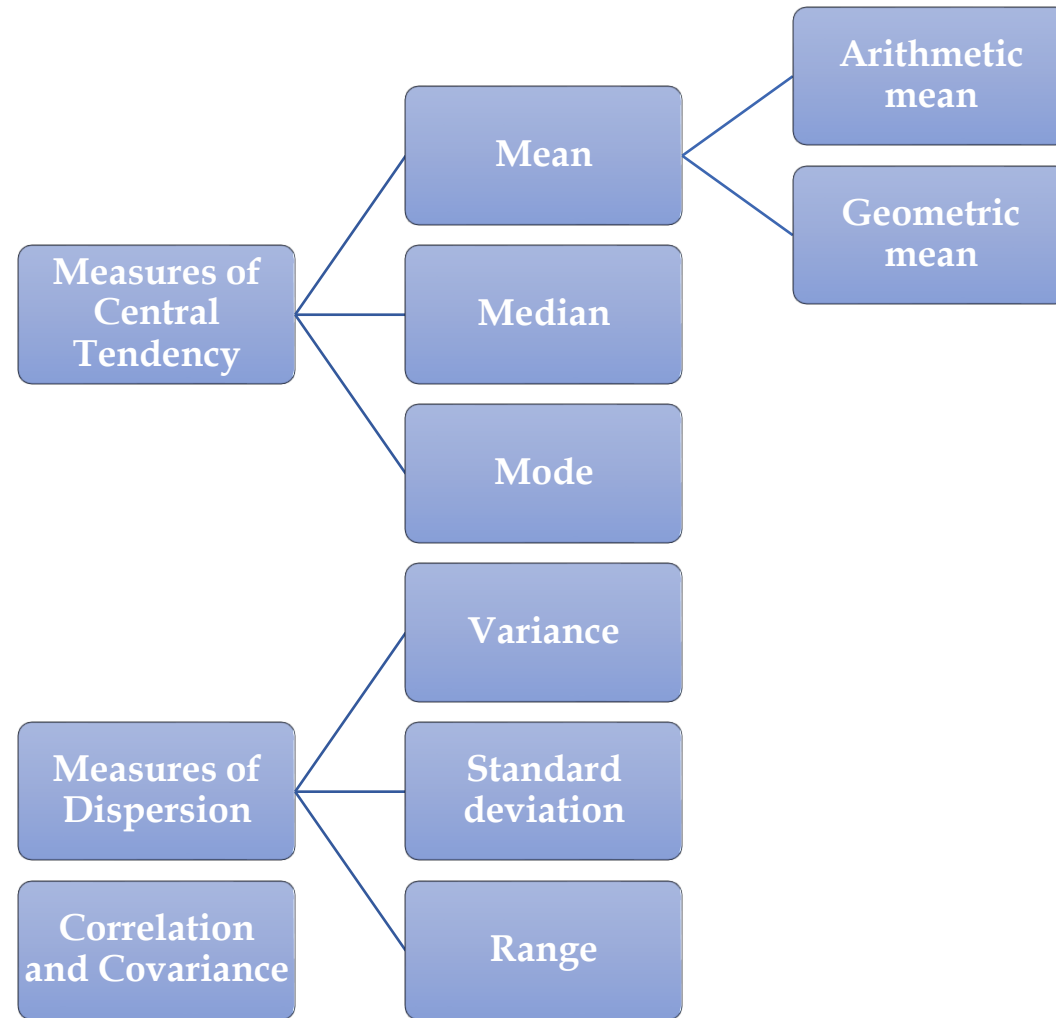 Measures of
Central
Tendency
Mean
Arithmetic
mean
Geometric
mean
Median
Mode
Measures of
Dispersion
Variance
Standard
deviation
Range
Correlation
and Covariance